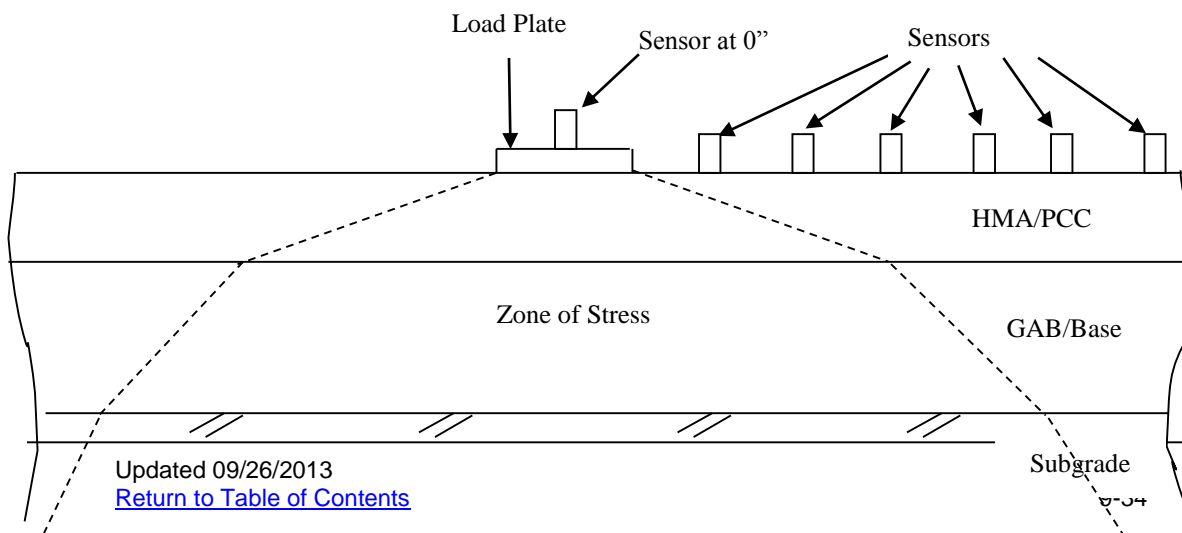 Load Plate
Sensor at 0”
Sensors
HMA/PCC
Zone of Stress
GAB/Base
Subgrade
Updated 09/26/2013
Return to Table of Contents